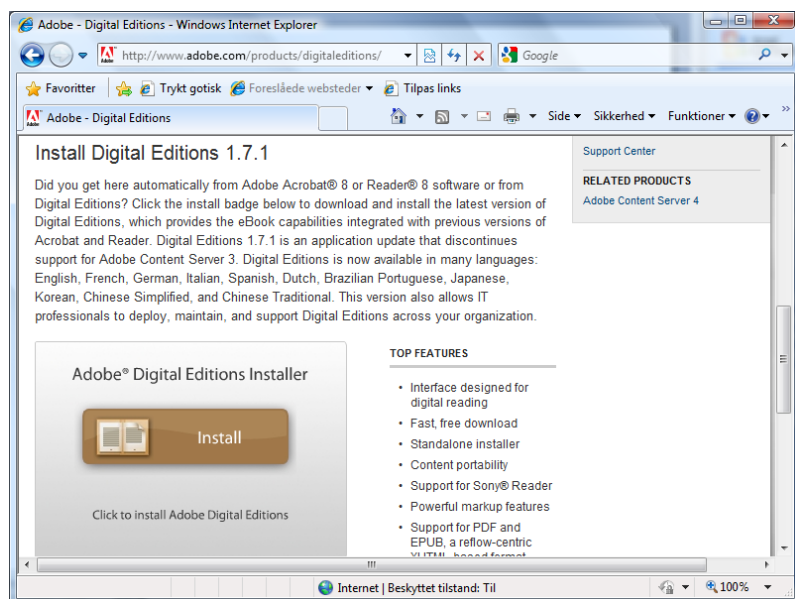 Adobe - Digital Editions - Windows Internet Explorer
http://www.adobe.com/products/digitaleditions/
Google
Favoritter
Trykt gotisk
Foreslåede websteder
Tilpas links
Adobe - Digital Editions
Side
Sikkerhed
Funktioner
Install Digital Editions 1.7.1
Did you get here automatically from Adobe Acrobat® 8 or Reader® 8 software or from
Digital Editions? Click the install badge below to download and install the latest version of
Digital Editions, which provides the eBook capabilities integrated with previous versions of
Acrobat and Reader. Digital Editions 1.7.1 is an application update that discontinues
support for Adobe Content Server 3. Digital Editions is now available in many languages:
English, French, German, Italian, Spanish, Dutch, Brazilian Portuguese, Japanese,
Korean, Chinese Simplified, and Chinese Traditional. This version also allows IT
professionals to deploy, maintain, and support Digital Editions across your organization.
Support Center
RELATED PRODUCTS
Adobe Content Server 4
Adobe® Digital Editions Installer
Install
Click to install Adobe Digital Editions
TOP FEATURES
• Interface designed for
digital reading
• Fast, free download
• Standalone installer
• Content portability
• Support for Sony® Reader
• Powerful markup features
• Support for PDF and
EPUB, a reflow-centric
XHTML-based format
Internet | Beskyttet tilstand: Til
100%